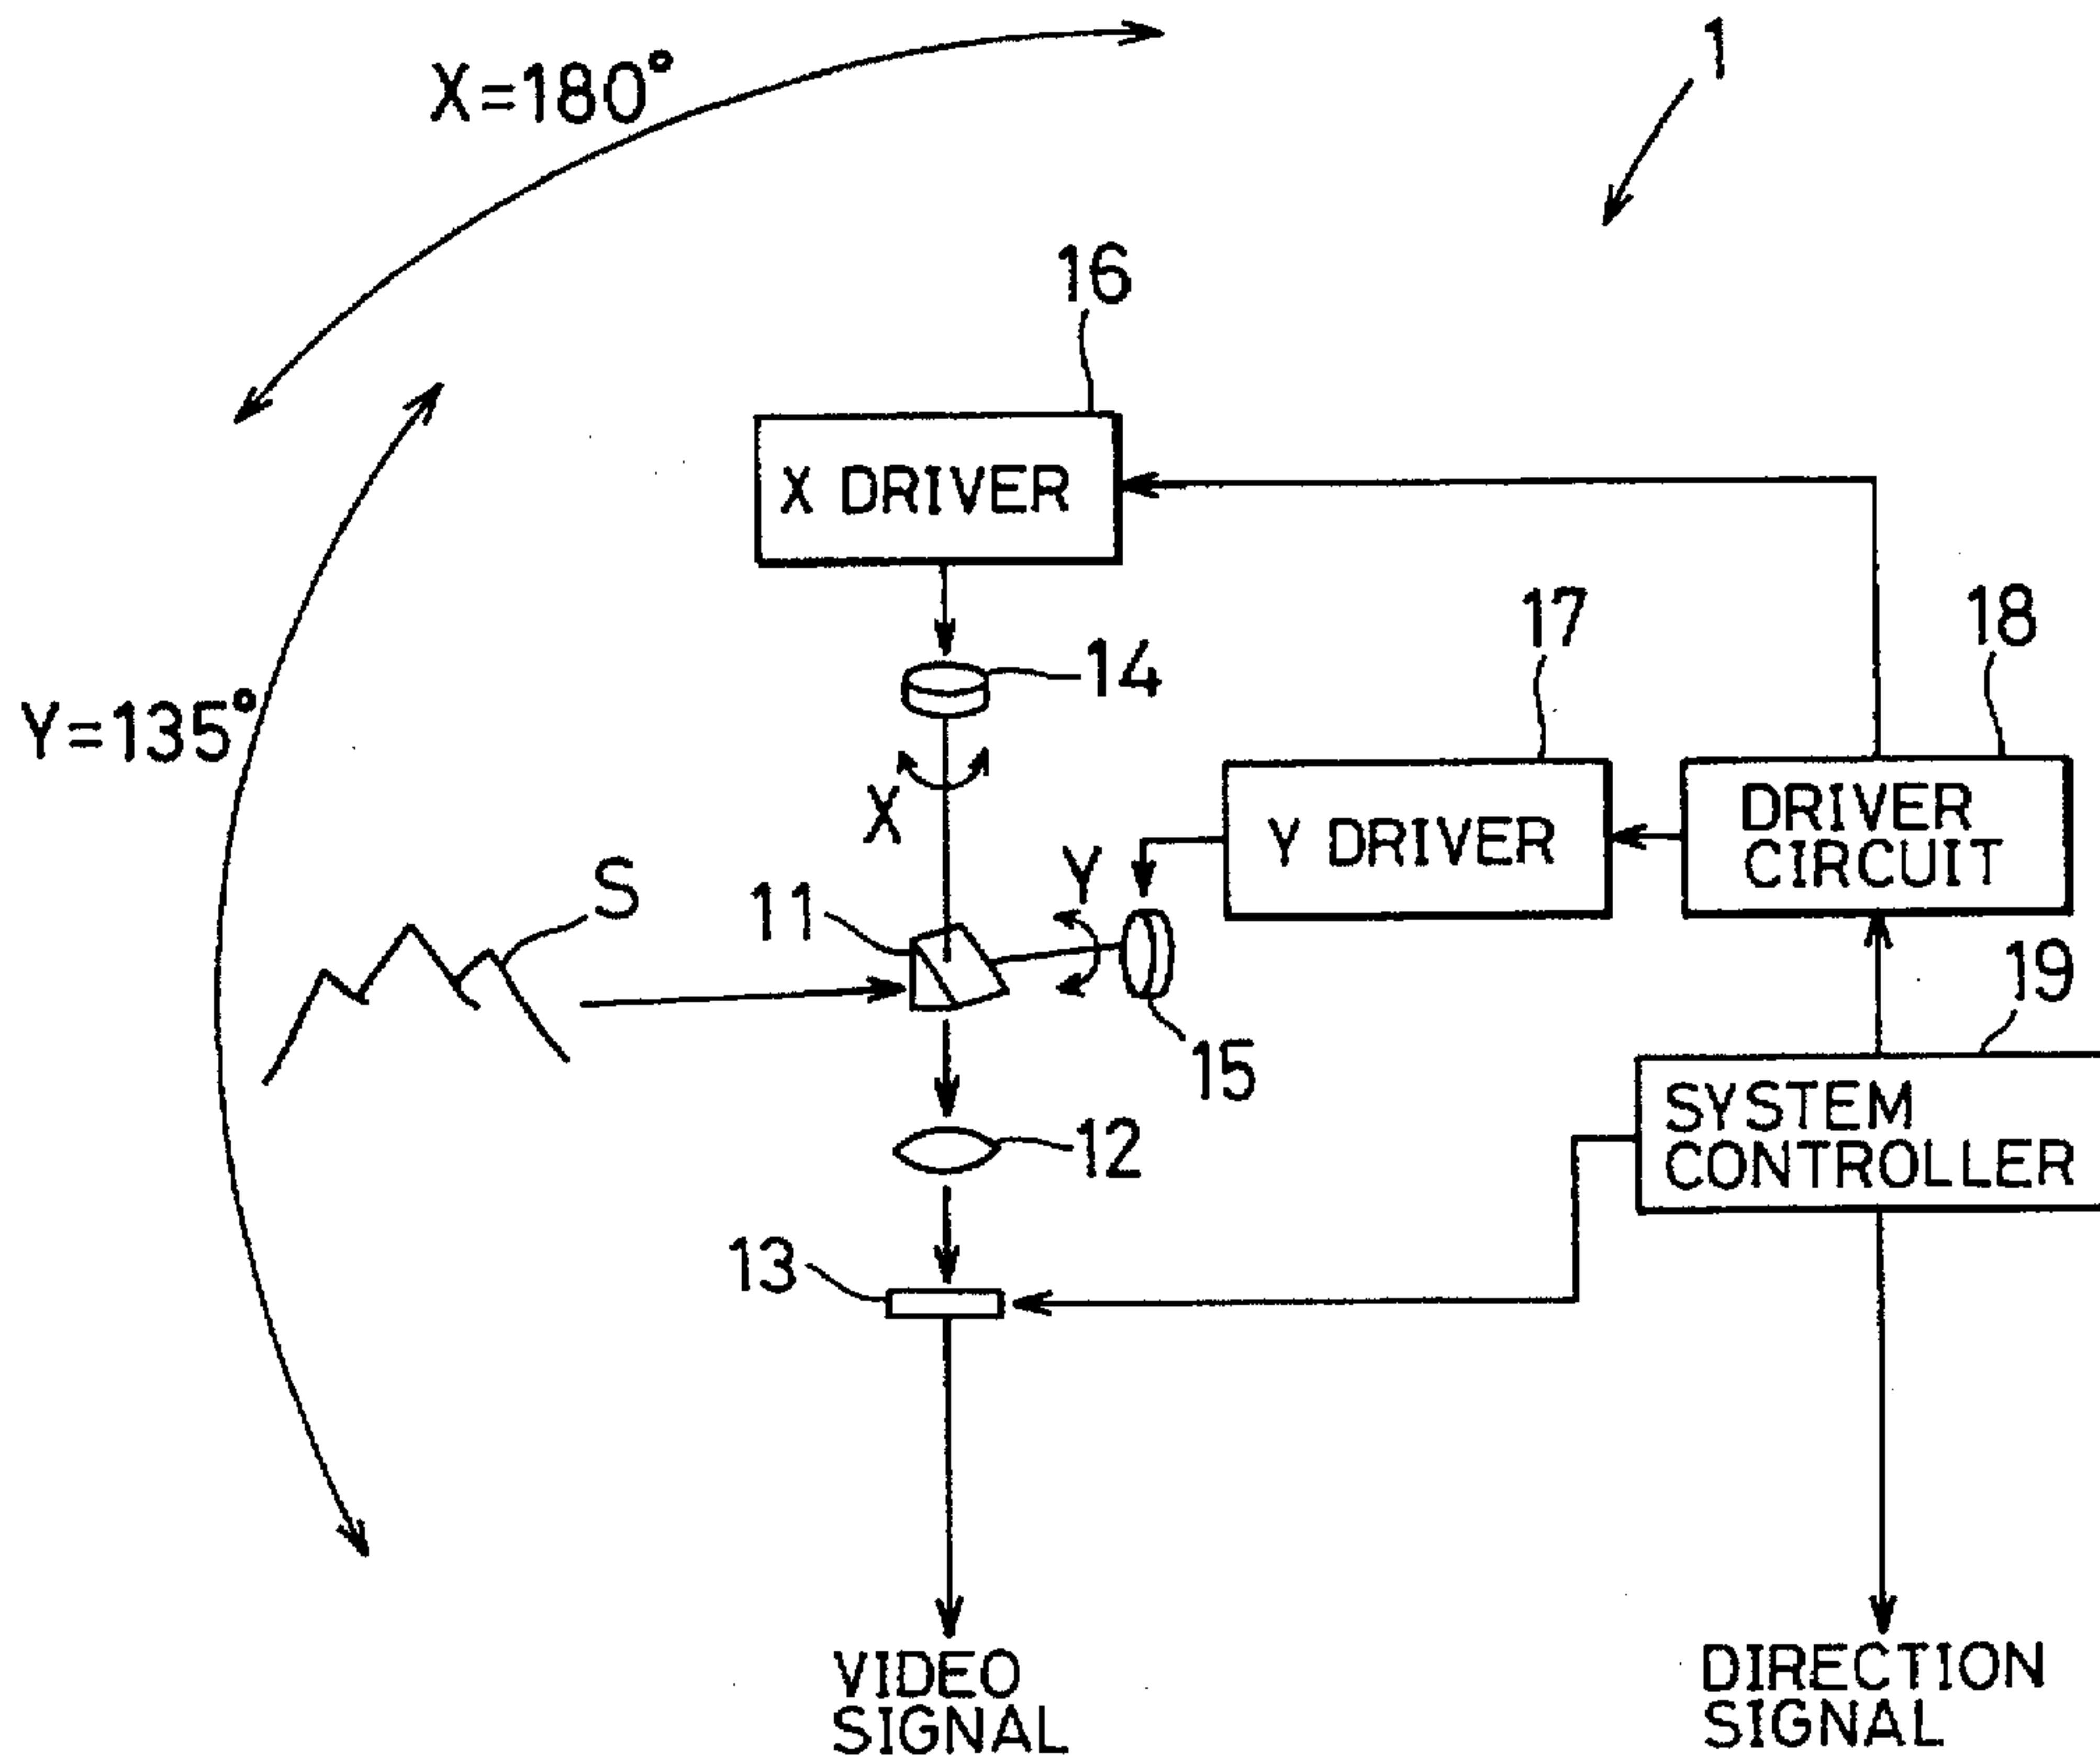 X=180°
1
16
X DRIVER
14
17
18
Y=135°
X
Y DRIVER
DRIVER
CIRCUIT
Y
S
11
19
15
SYSTEM
CONTROLLER
12
13
VIDEO
SIGNAL
DIRECTION
SIGNAL